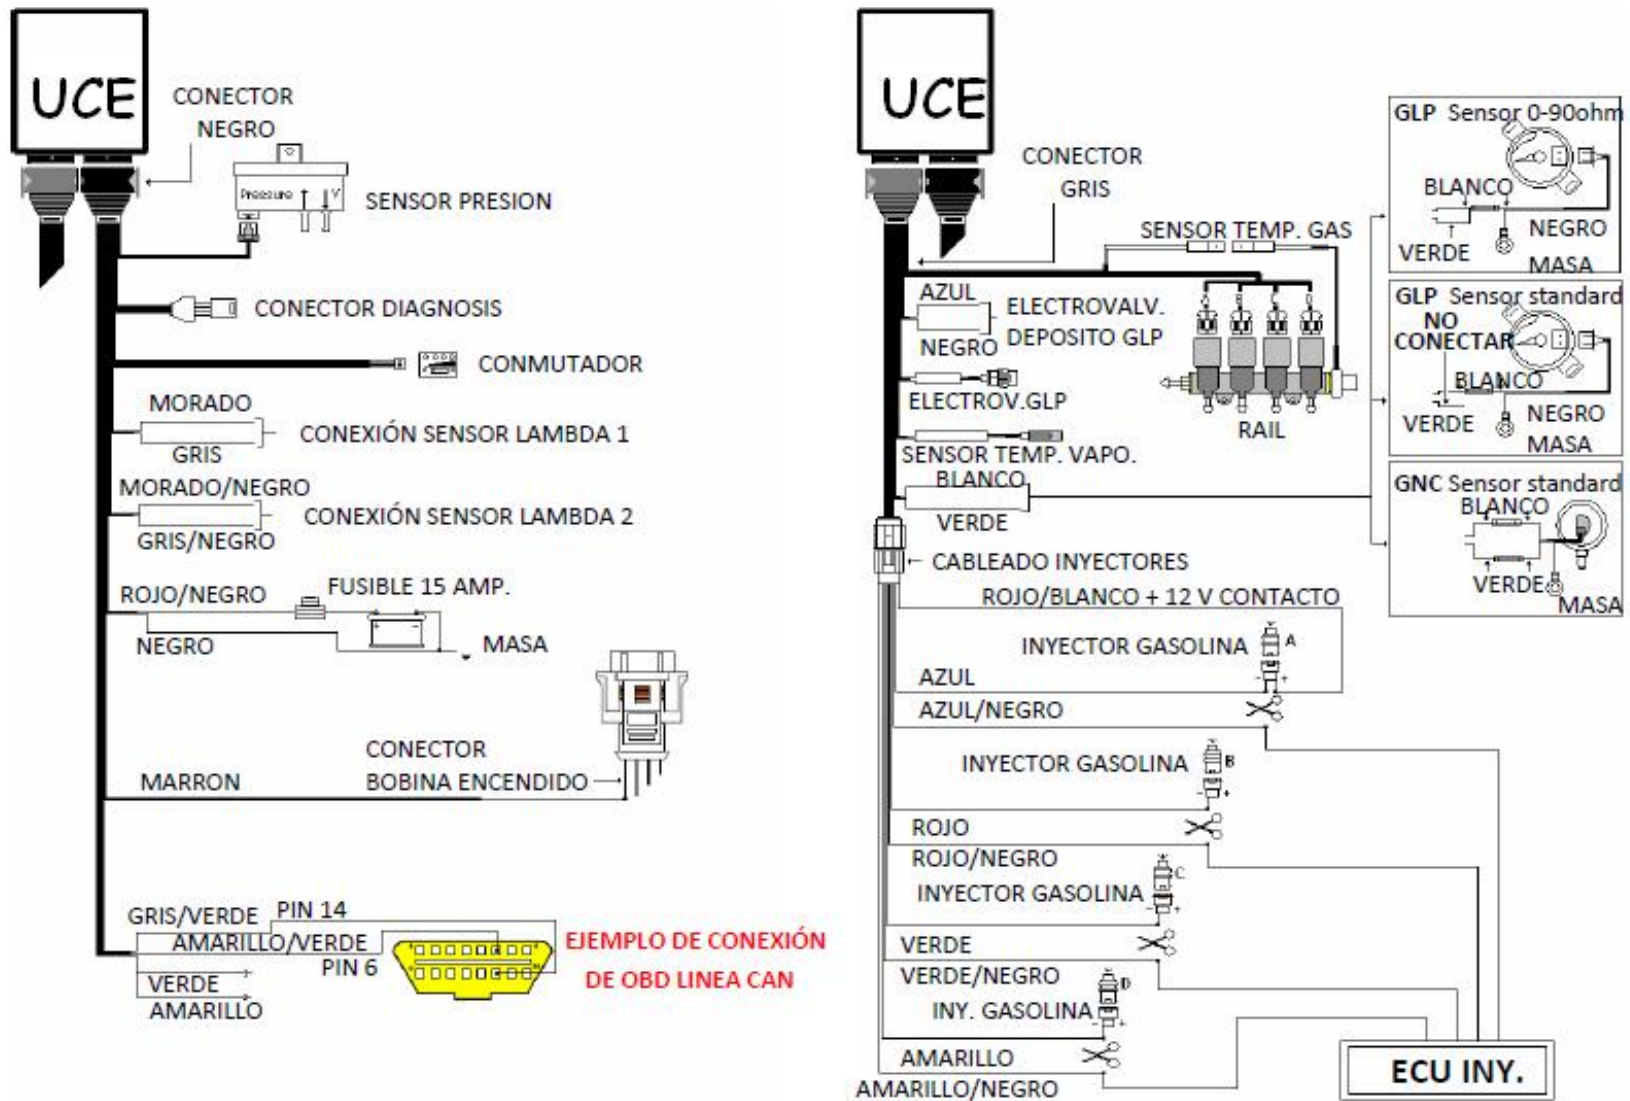 UCE
CONECTOR
NEGRO
Pressure
V
SENSOR PRESION
CONECTOR DIAGNOSIS
CONMUTADOR
MORADO
CONEXIÓN SENSOR LAMBDA 1
GRIS
MORADO/NEGRO
CONEXIÓN SENSOR LAMBDA 2
GRIS/NEGRO
ROJO/NEGRO
FUSIBLE 15 AMP.
NEGRO
MASA
CONECTOR
BOBINA ENCENDIDO
MARRON
GRIS/VERDE
PIN 14
AMARILLO/VERDE
PIN 6
VERDE
AMARILLO
EJEMPLO DE CONEXIÓN
DE OBD LINEA CAN
UCE
CONECTOR
GRIS
SENSOR TEMP. GAS
AZUL
ELECTROVALV.
DEPOSITO GLP
NEGRO
ELECTROV.GLP
RAIL
SENSOR TEMP. VAPO.
BLANCO
VERDE
CABLEADO INYECTORES
ROJO/BLANCO + 12 V CONTACTO
INYECTOR GASOLINA
A
- +
AZUL
AZUL/NEGRO
INYECTOR GASOLINA
B
- +
ROJO
ROJO/NEGRO
INYECTOR GASOLINA
C
- +
VERDE
VERDE/NEGRO
INY. GASOLINA
D
- +
AMARILLO
AMARILLO/NEGRO
ECU INY.
GLP Sensor 0-90ohm
BLANCO
NEGRO
VERDE
MASA
GLP Sensor standard
NO
CONECTAR
BLANCO
NEGRO
VERDE
MASA
GNC Sensor standard
BLANCO
VERDE
MASA